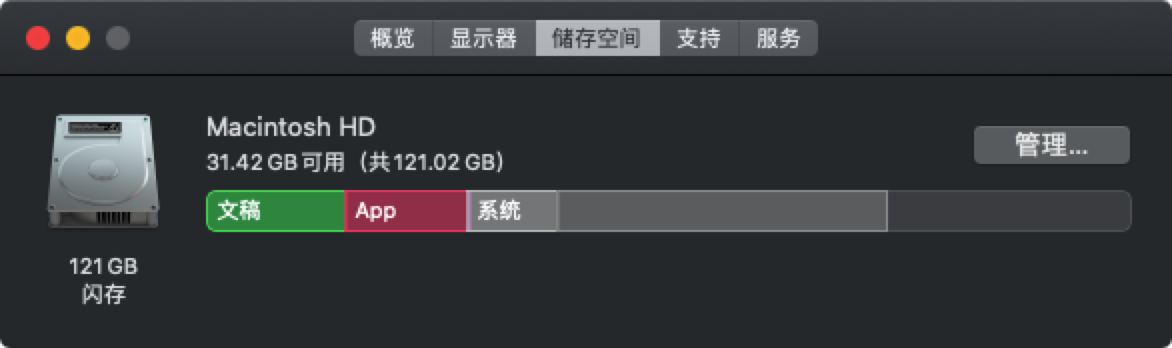 概览 显示器 储存空间 支持 服务
Macintosh HD
31.42 GB 可用（共121.02 GB）
管理...
文稿 App 系统
121 GB
闪存